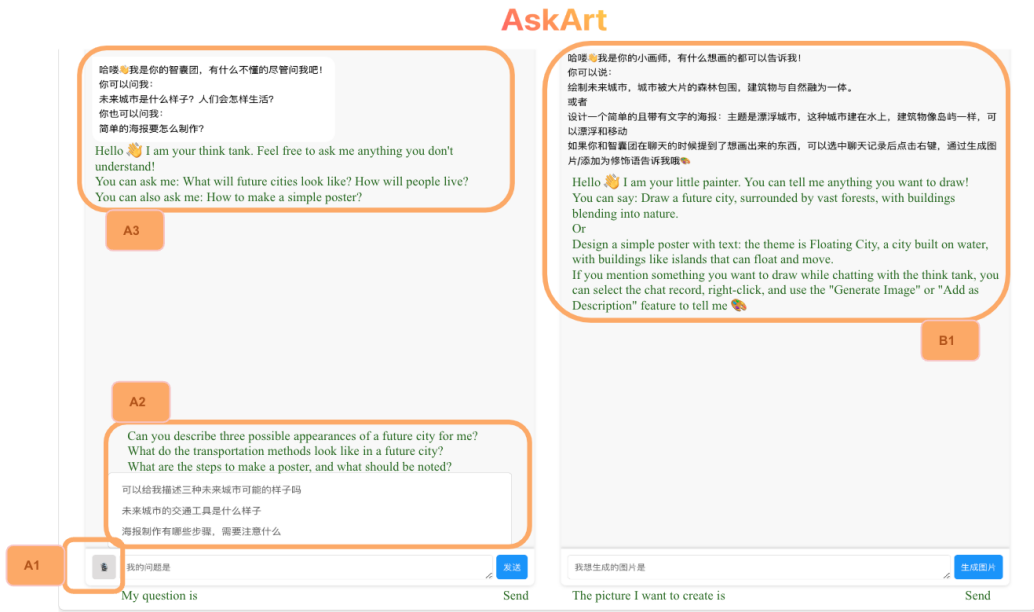 AskArt
哈喽👋我是你的智囊团，有什么不懂的尽管问我吧！
你可以问我：
未来城市是什么样子？人们会怎样生活？
你也可以问我：
简单的海报要怎么制作？
Hello 👋 I am your think tank. Feel free to ask me anything you don't
understand!
You can ask me: What will future cities look like? How will people live?
You can also ask me: How to make a simple poster?
A3
A2
Can you describe three possible appearances of a future city for me?
What do the transportation methods look like in a future city?
What are the steps to make a poster, and what should be noted?
可以给我描述三种未来城市可能的样子吗
未来城市的交通工具是什么样子
海报制作有哪些步骤，需要注意什么
A1
我的问题是
发送
My question is
Send
哈喽👋我是你的小画师，有什么想画的都可以告诉我！
你可以说：
绘制未来城市，城市被大片的森林包围，建筑物与自然融为一体。
或者
设计一个简单的且带有文字的海报：主题是漂浮城市，这种城市建在水上，建筑物像岛屿一样，可
以漂浮和移动
如果你和智囊团在聊天的时候提到了想画出来的东西，可以选中聊天记录后点击右键，通过生成图
片/添加为修饰语告诉我哦🎨
Hello 👋 I am your little painter. You can tell me anything you want to draw!
You can say: Draw a future city, surrounded by vast forests, with buildings
blending into nature.
Or
Design a simple poster with text: the theme is Floating City, a city built on water,
with buildings like islands that can float and move.
If you mention something you want to draw while chatting with the think tank, you
can select the chat record, right-click, and use the "Generate Image" or "Add as
Description" feature to tell me 🎨
B1
我想生成的图片是
生成图片
The picture I want to create is
Send